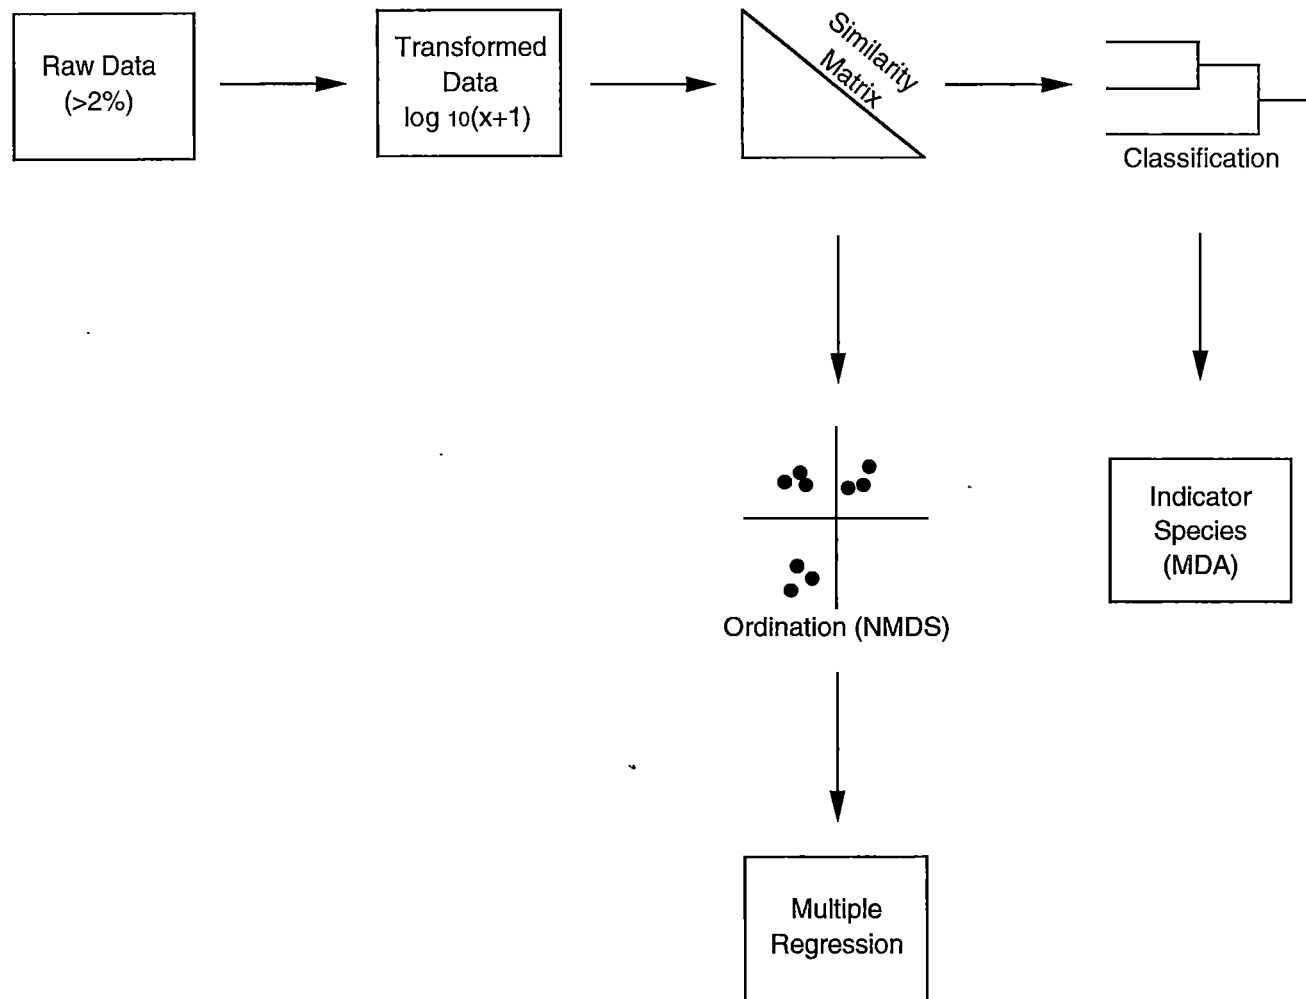 Raw Data
(>2%)
Transformed
Data
log 10(x+1)
Similarity
Matrix
Classification
Indicator
Species
(MDA)
Ordination (NMDS)
Multiple
Regression